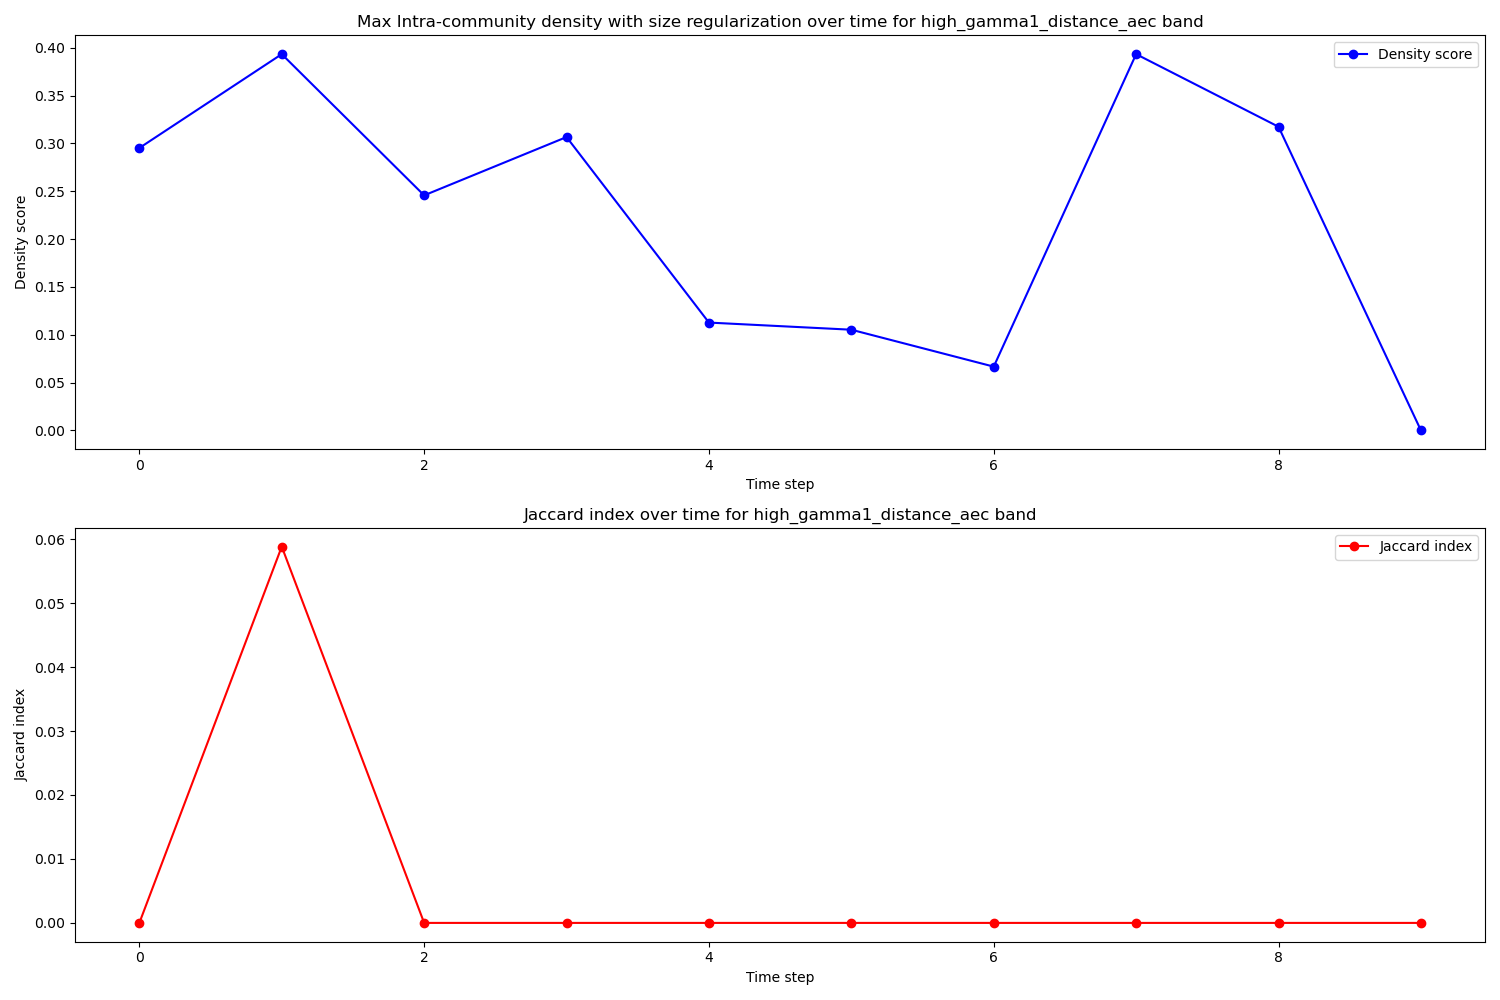 Max Intra-community density with size regularization over time for high_gamma1_distance_aec band
Density score
0.40
0.35
0.30
0.25
0.20
0.15
0.10
0.05
0.00
Density score
0 2 4 6 8
Time step
Jaccard index over time for high_gamma1_distance_aec band
Jaccard index
0.06
0.05
0.04
0.03
0.02
0.01
0.00
Jaccard index
0 2 4 6 8
Time step